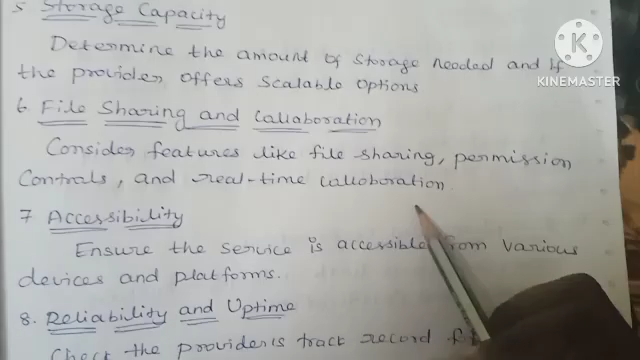 5 Storage Capacity
Determine the amount of storage needed and if
the provider offers Scalable options
KINEMASTER
6. File Sharing and Collaboration
Consider features like file sharing, permission
Controls, and real-time Calloboration.
7 Accessibility
Ensure the service is accessible from various
devices and platforms.
8. Reliability and Uptime
Check the provider's track record